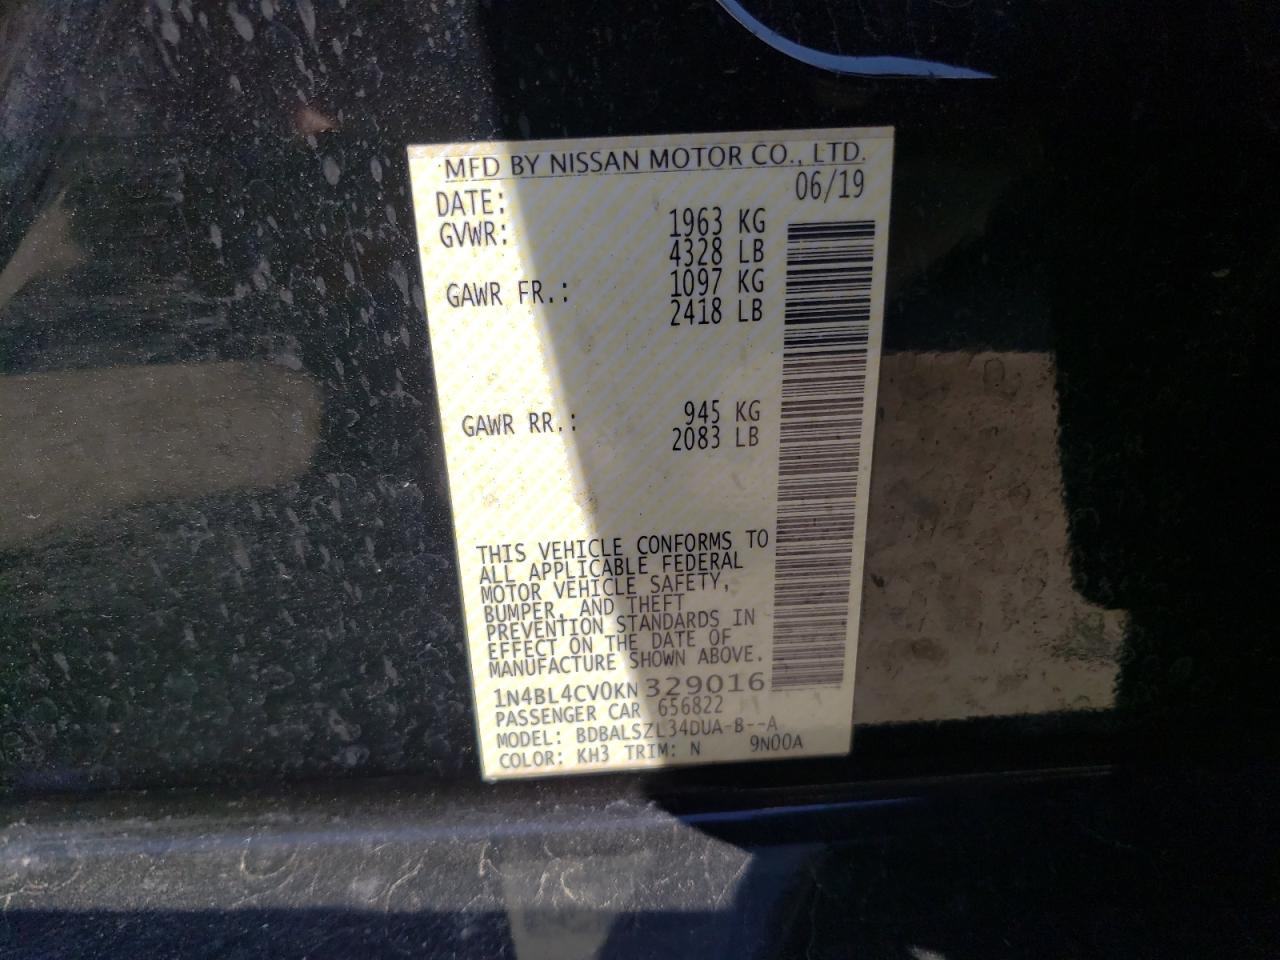 MFD BY NISSAN MOTOR CO., LTD.
DATE: 06/19
GVWR: 1963 KG
4328 LB
GAWR FR.: 1097 KG
2418 LB
GAWR RR.: 945 KG
2083 LB
THIS VEHICLE CONFORMS TO
ALL APPLICABLE FEDERAL
MOTOR VEHICLE SAFETY,
BUMPER, AND THEFT
PREVENTION STANDARDS IN
EFFECT ON THE DATE OF
MANUFACTURE SHOWN ABOVE.
1N4BL4CV0KN329016
PASSENGER CAR 656822
MODEL: BDBALSZL34DUA-B--A
COLOR: KH3 TRIM: N 9N00A